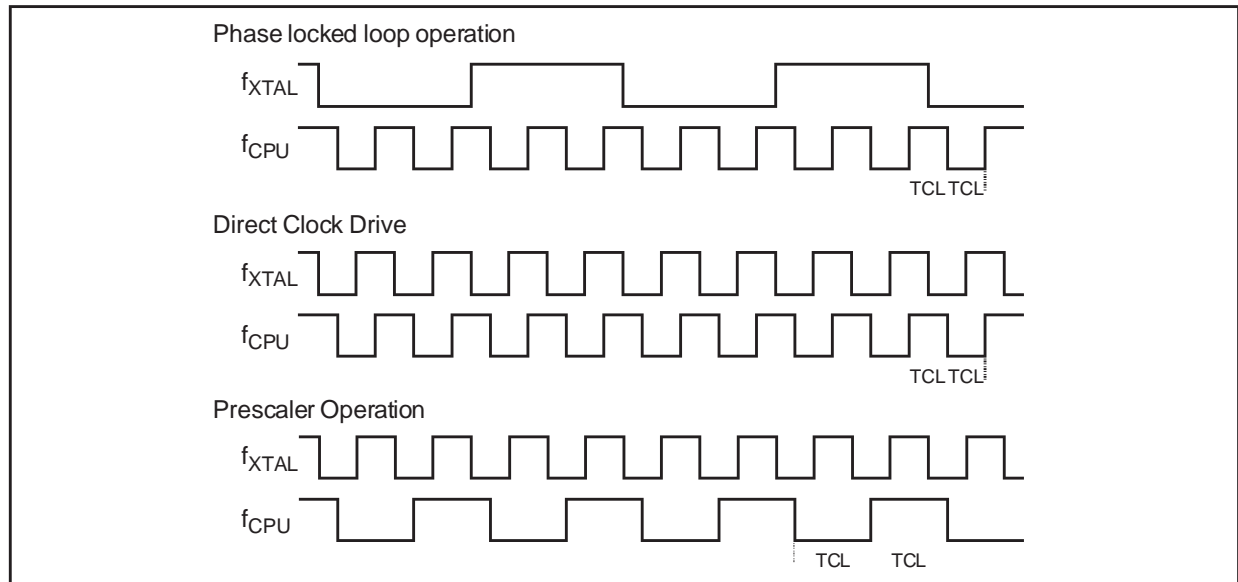 Phase locked loop operation
fXTAL
fCPU
TCL TCL
Direct Clock Drive
fXTAL
fCPU
TCL TCL
Prescaler Operation
fXTAL
fCPU
TCL TCL